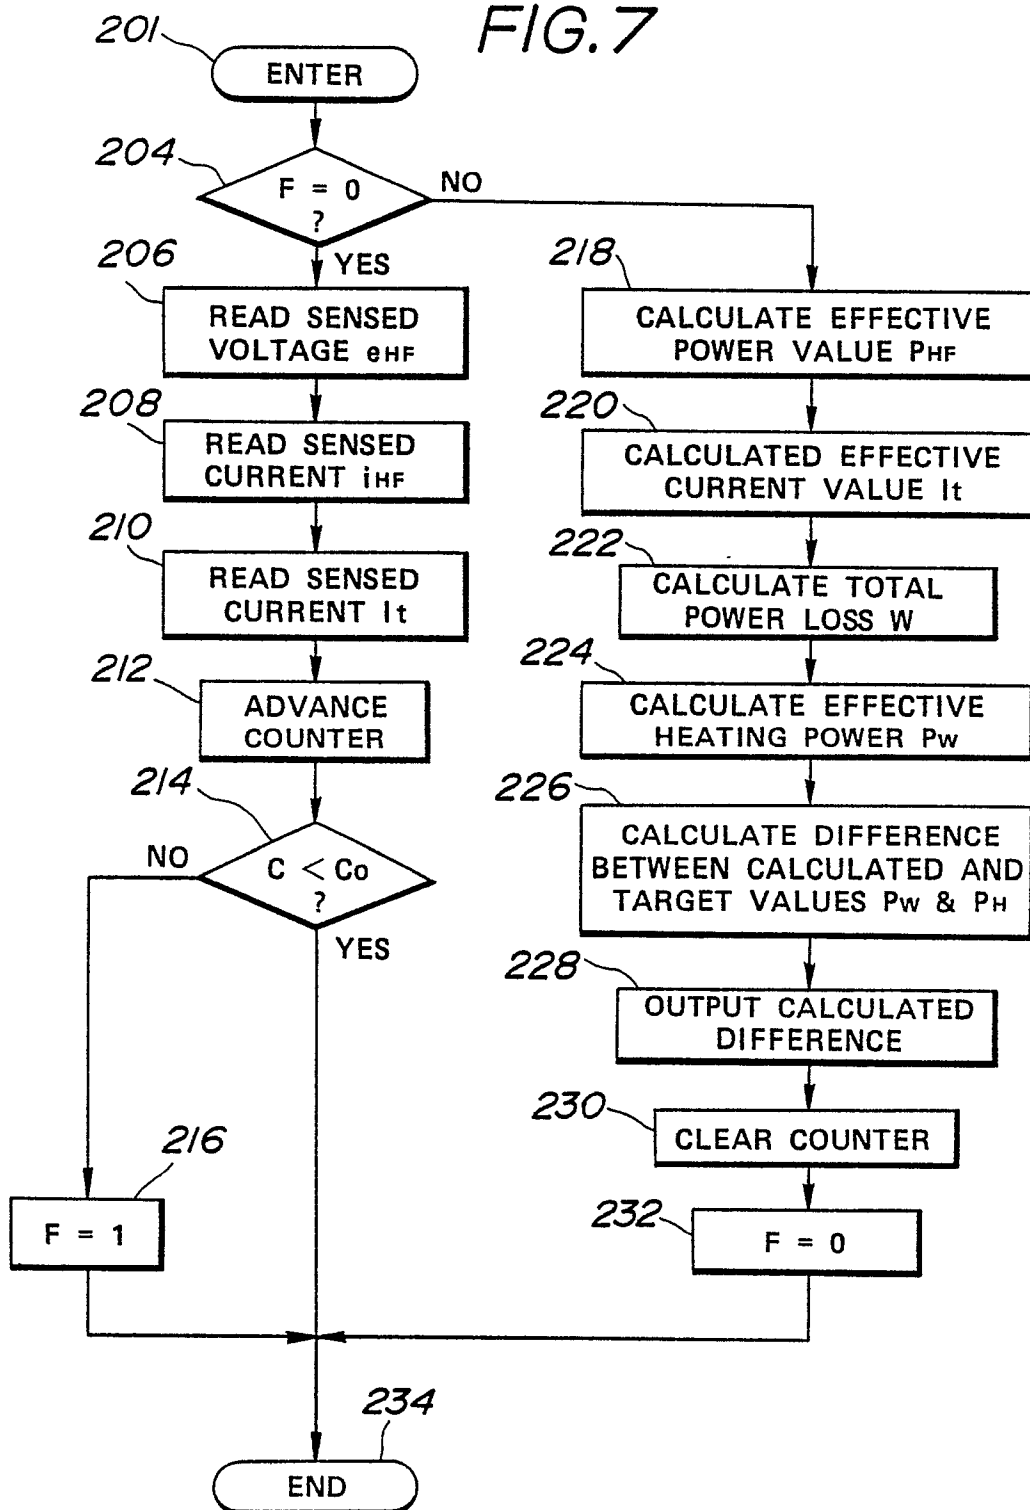 FIG. 7
201
ENTER
204
F = 0
?
NO
YES
206
READ SENSED
VOLTAGE eHF
208
READ SENSED
CURRENT iHF
210
READ SENSED
CURRENT It
212
ADVANCE
COUNTER
214
C < Co
?
NO
YES
216
F = 1
218
CALCULATE EFFECTIVE
POWER VALUE PHF
220
CALCULATED EFFECTIVE
CURRENT VALUE It
222
CALCULATE TOTAL
POWER LOSS W
224
CALCULATE EFFECTIVE
HEATING POWER Pw
226
CALCULATE DIFFERENCE
BETWEEN CALCULATED AND
TARGET VALUES Pw & PH
228
OUTPUT CALCULATED
DIFFERENCE
230
CLEAR COUNTER
232
F = 0
234
END